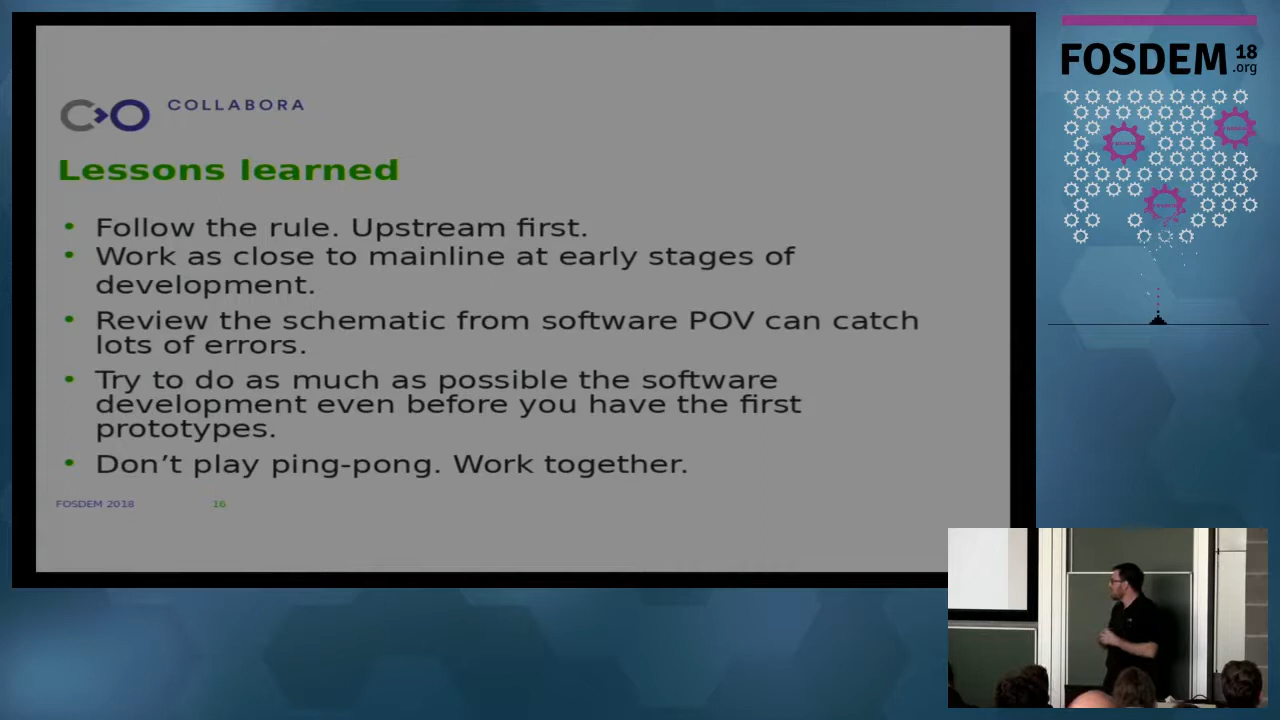 COLLABORA
Lessons learned
• Follow the rule. Upstream first.
• Work as close to mainline at early stages of
development.
• Review the schematic from software POV can catch
lots of errors.
• Try to do as much as possible the software
development even before you have the first
prototypes.
• Don’t play ping-pong. Work together.
FOSDEM 2018 16
FOSDEM 18
.org